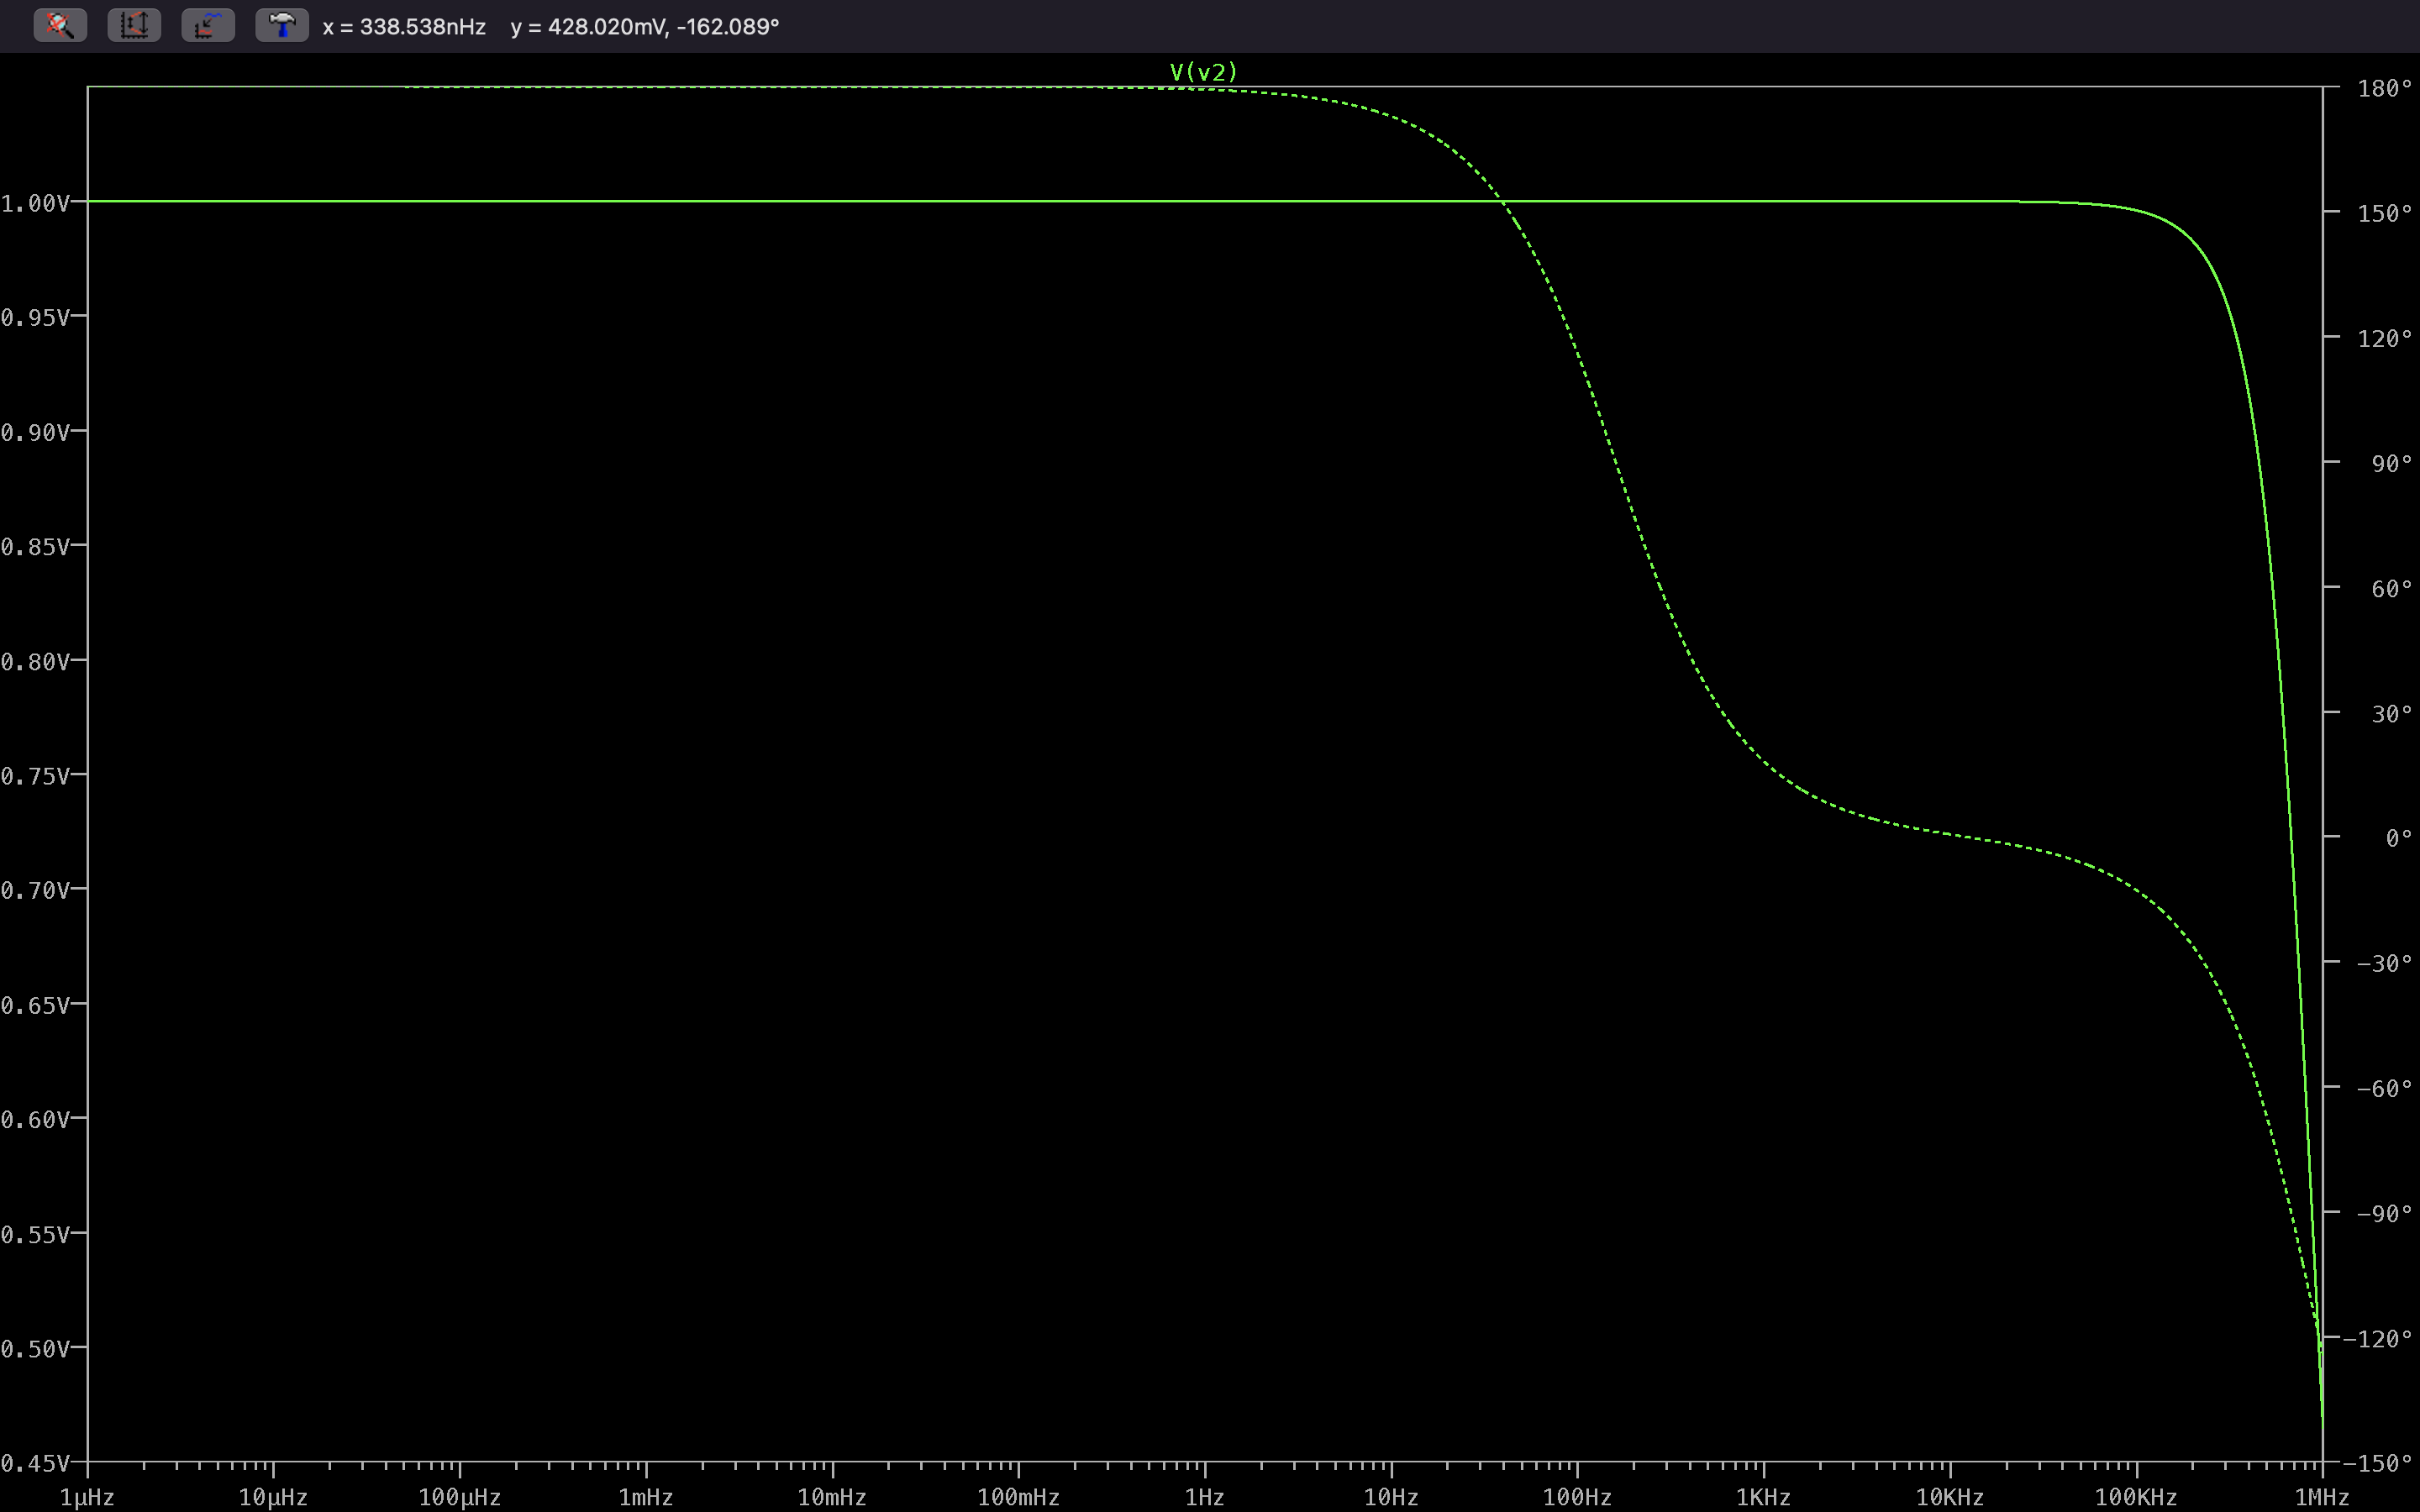 x = 338.538nHz y = 428.020mV, -162.089°
V(v2)
180°
1.00V
150°
0.95V
120°
0.90V
90°
0.85V
60°
0.80V
30°
0.75V
0°
0.70V
−30°
0.65V
−60°
0.60V
−90°
0.55V
−120°
0.50V
0.45V
−150°
1µHz 10µHz 100µHz 1mHz 10mHz 100mHz 1Hz 10Hz 100Hz 1KHz 10KHz 100KHz 1MHz